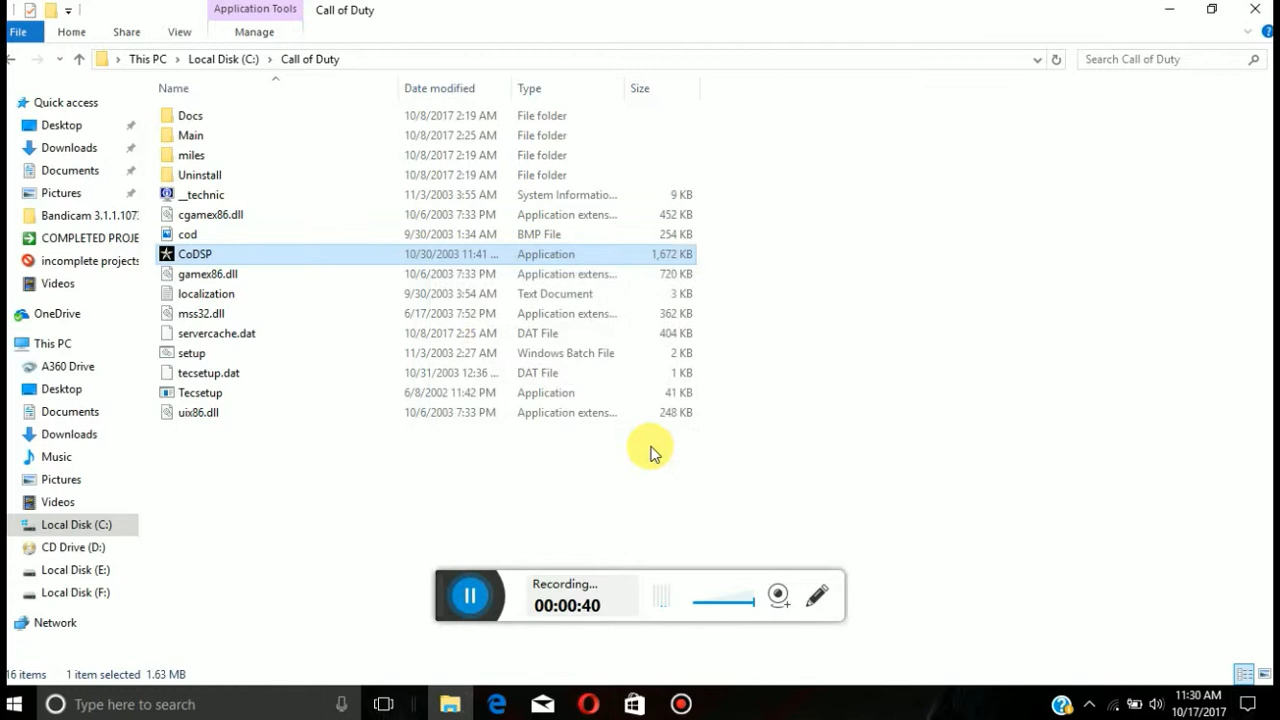 Application Tools
Call of Duty
File
Home
Share
View
Manage
This PC > Local Disk (C:) > Call of Duty
Search Call of Duty
Name
Date modified
Type
Size
Docs 10/8/2017 2:19 AM File folder
Main 10/8/2017 2:25 AM File folder
miles 10/8/2017 2:19 AM File folder
Uninstall 10/8/2017 2:19 AM File folder
__technic 11/3/2003 3:55 AM System Informatio... 9 KB
cgamex86.dll 10/6/2003 7:33 PM Application extens... 452 KB
cod 9/30/2003 1:34 AM BMP File 254 KB
CoDSP 10/30/2003 11:41 ... Application 1,672 KB
gamex86.dll 10/6/2003 7:33 PM Application extens... 720 KB
localization 9/30/2003 3:54 AM Text Document 3 KB
mss32.dll 6/17/2003 7:52 PM Application extens... 362 KB
servercache.dat 10/8/2017 2:25 AM DAT File 404 KB
setup 11/3/2003 2:27 AM Windows Batch File 2 KB
tecsetup.dat 10/31/2003 12:36 ... DAT File 1 KB
Tecsetup 6/8/2002 11:42 PM Application 41 KB
uix86.dll 10/6/2003 7:33 PM Application extens... 248 KB
Quick access
Desktop
Downloads
Documents
Pictures
Bandicam 3.1.1.107
COMPLETED PROJE
incomplete projects
Videos
OneDrive
This PC
A360 Drive
Desktop
Documents
Downloads
Music
Pictures
Videos
Local Disk (C:)
CD Drive (D:)
Local Disk (E:)
Local Disk (F:)
Network
Recording...
00:00:40
16 items 1 item selected 1.63 MB
Type here to search
11:30 AM
10/17/2017